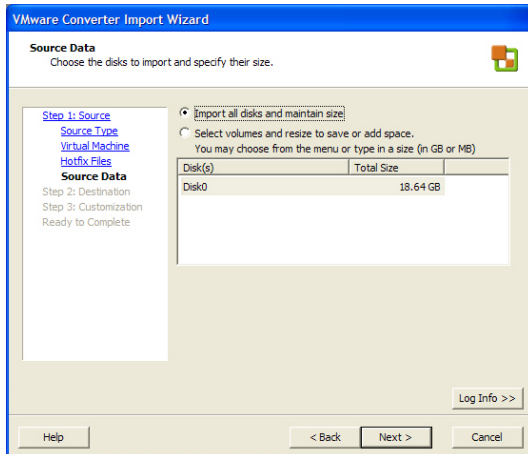 VMware Converter Import Wizard
Source Data
Choose the disks to import and specify their size.
Step 1: Source
Source Type
Virtual Machine
Hotfix Files
Source Data
Step 2: Destination
Step 3: Customization
Ready to Complete
Import all disks and maintain size
Select volumes and resize to save or add space.
You may choose from the menu or type in a size (in GB or MB)
Disk(s) Total Size
Disk0 18.64 GB
Log Info >>
Help < Back Next > Cancel